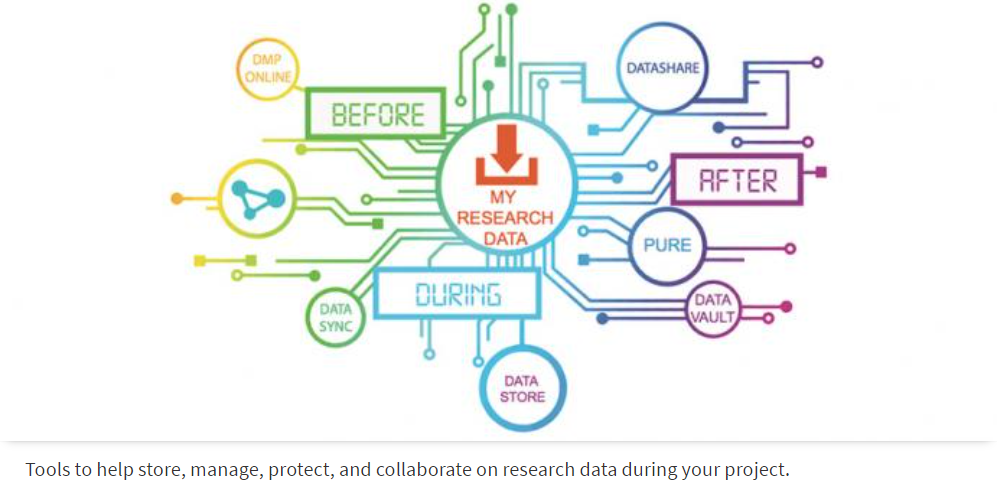 DMP
ONLINE
DATASHARE
BEFORE
AFTER
MY
RESEARCH
DATA
PURE
DURING
DATA
SYNC
DATA
VAULT
DATA
STORE
Tools to help store, manage, protect, and collaborate on research data during your project.